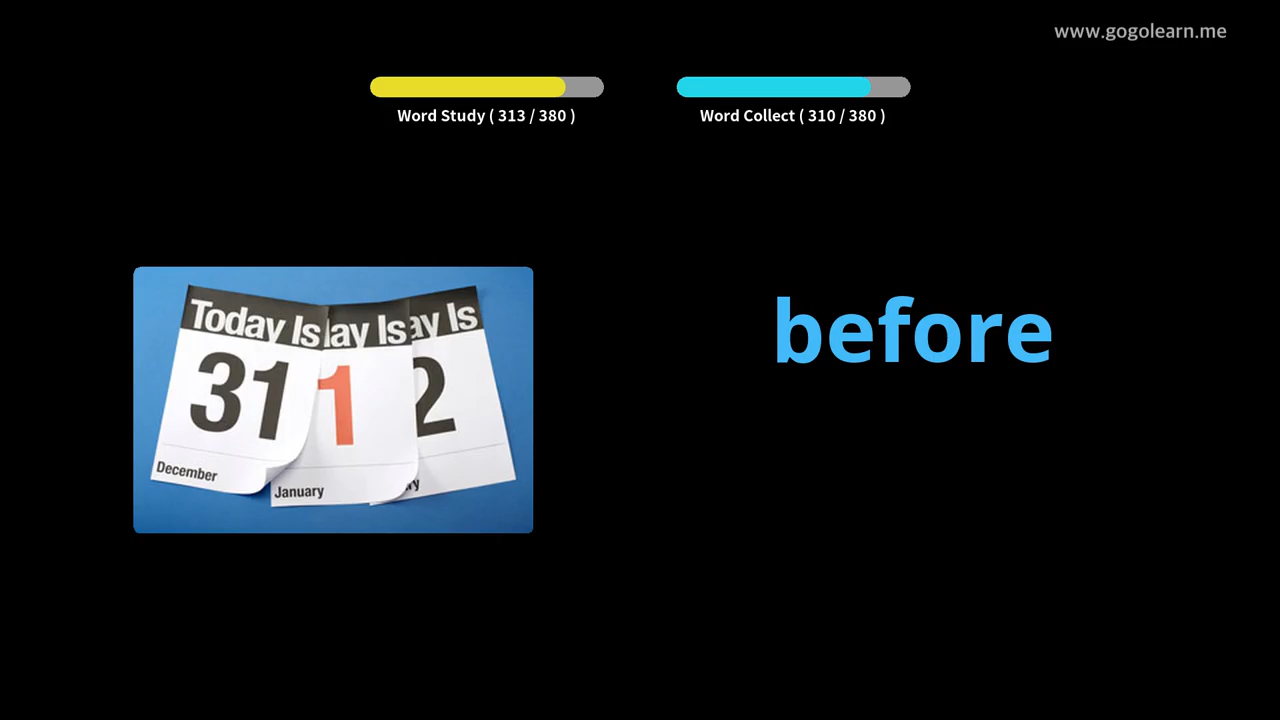 www.gogolearn.me
Word Study ( 313 / 380 )
Word Collect ( 310 / 380 )
before
Today Is
31
December
ay Is
1
January
ay Is
2
ry